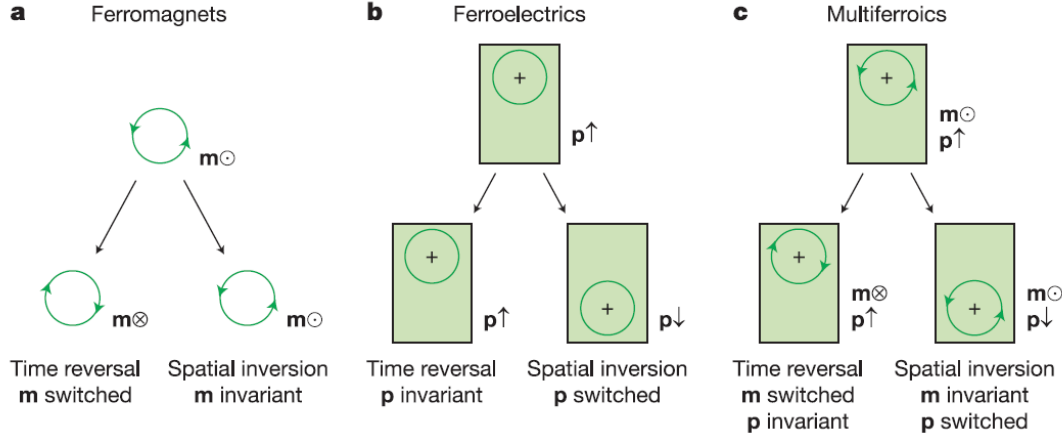 a Ferromagnets
m⊙
m⊗
m⊙
Time reversal
m switched
Spatial inversion
m invariant
b Ferroelectrics
+
p↑
+
p↑
+
p↓
Time reversal
p invariant
Spatial inversion
p switched
c Multiferroics
+
m⊙
p↑
+
m⊗
p↑
+
m⊙
p↓
Time reversal
m switched
p invariant
Spatial inversion
m invariant
p switched